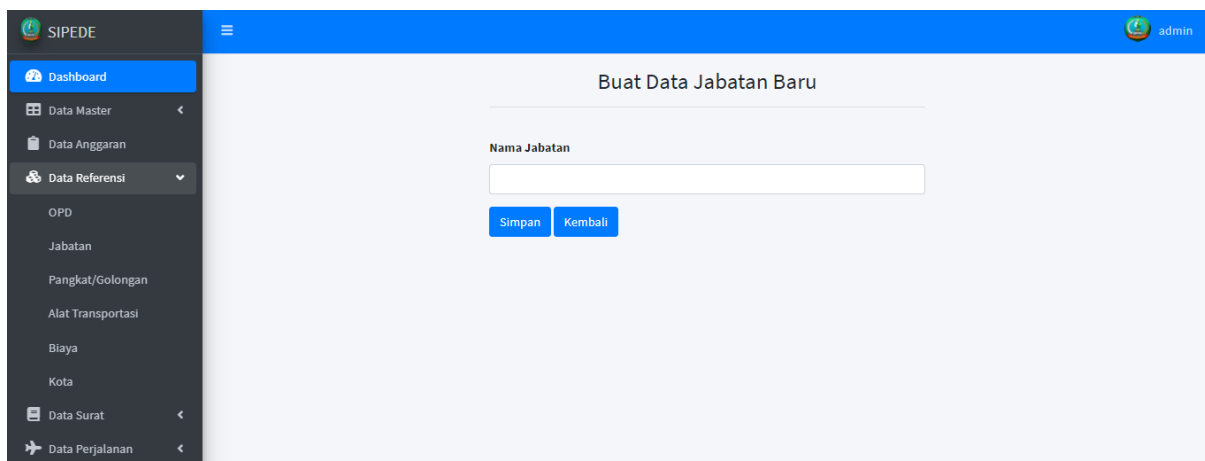 SIPEDE
admin
Dashboard
Data Master
Data Anggaran
Data Referensi
OPD
Jabatan
Pangkat/Golongan
Alat Transportasi
Biaya
Kota
Data Surat
Data Perjalanan
Buat Data Jabatan Baru
Nama Jabatan
Simpan Kembali